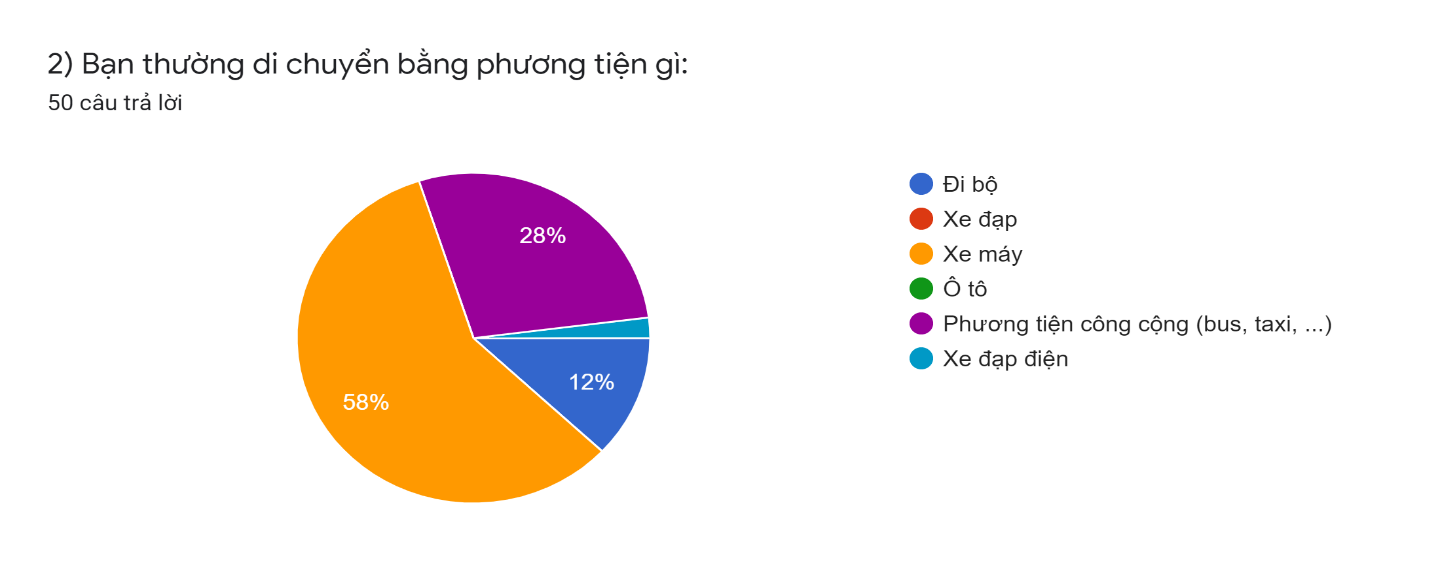 2) Bạn thường di chuyển bằng phương tiện gì:
50 câu trả lời
28%
12%
58%
Đi bộ
Xe đạp
Xe máy
Ô tô
Phương tiện công cộng (bus, taxi, ...)
Xe đạp điện